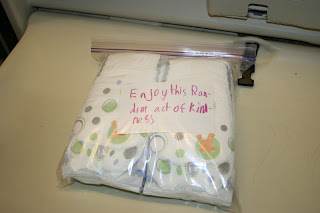 Enjoy this Ran-
dom act of Kind-
ness